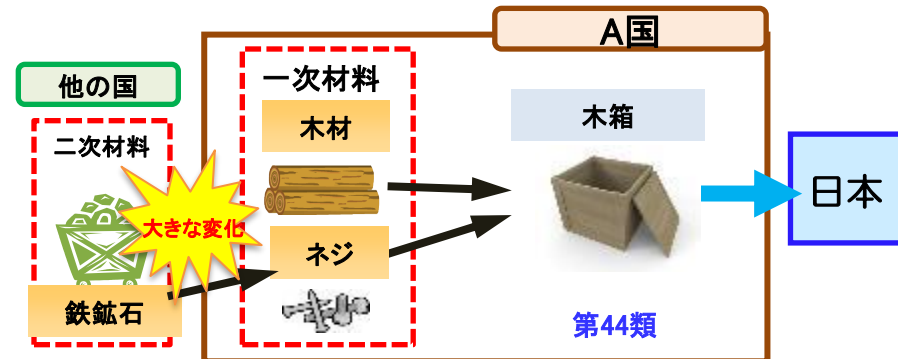 A国
他の国
一次材料
二次材料
木材
木箱
日本
大きな変化
ネジ
鉄鉱石
第44類